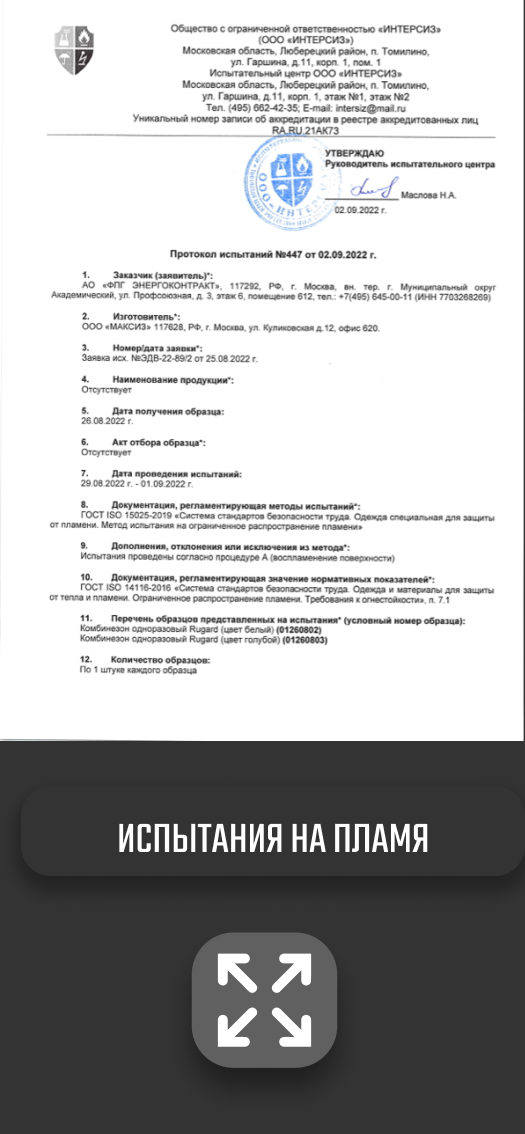 Общество с ограниченной ответственностью «ИНТЕРСИЗ»
(ООО «ИНТЕРСИЗ»)
Московская область, Люберецкий район, п. Томилино,
ул. Гаршина, д.11, корп. 1, пом. 1
Испытательный центр ООО «ИНТЕРСИЗ»
Московская область, Люберецкий район, п. Томилино,
ул. Гаршина, д.11, корп. 1, этаж №1, этаж №2
Тел. (495) 662-42-35; E-mail: intersiz@mail.ru
Уникальный номер записи об аккредитации в реестре аккредитованных лиц
RA.RU.21АК73
УТВЕРЖДАЮ
Руководитель испытательного центра
Маслова Н.А.
02.09.2022 г.
ООО «ИНТЕРСИЗ»
Протокол испытаний №447 от 02.09.2022 г.
1. Заказчик (заявитель)*:
АО «ФПГ ЭНЕРГОКОНТРАКТ», 117292, РФ, г. Москва, вн. тер. г. Муниципальный округ
Академический, ул. Профсоюзная, д. 3, этаж 6, помещение 612, тел.: +7(495) 645-00-11 (ИНН 7703268269)
2. Изготовитель*:
ООО «МАКСИЗ» 117628, РФ, г. Москва, ул. Куликовская д.12, офис 620.
3. Номер/дата заявки*:
Заявка исх. №ЭДВ-22-89/2 от 25.08.2022 г.
4. Наименование продукции*:
Отсутствует
5. Дата получения образца:
26.08.2022 г.
6. Акт отбора образца*:
Отсутствует
7. Дата проведения испытаний:
29.08.2022 г. - 01.09.2022 г.
8. Документация, регламентирующая методы испытаний*:
ГОСТ ISO 15025-2019 «Система стандартов безопасности труда. Одежда специальная для защиты
от пламени. Метод испытания на ограниченное распространение пламени»
9. Дополнения, отклонения или исключения из метода*:
Испытания проведены согласно процедуре А (воспламенение поверхности)
10. Документация, регламентирующая значение нормативных показателей*:
ГОСТ ISO 14116-2016 «Система стандартов безопасности труда. Одежда и материалы для защиты
от тепла и пламени. Ограниченное распространение пламени. Требования к огнестойкости», п. 7.1
11. Перечень образцов представленных на испытания* (условный номер образца):
Комбинезон одноразовый Rugard (цвет белый) (01260802)
Комбинезон одноразовый Rugard (цвет голубой) (01260803)
12. Количество образцов:
По 1 штуке каждого образца
ИСПЫТАНИЯ НА ПЛАМЯ